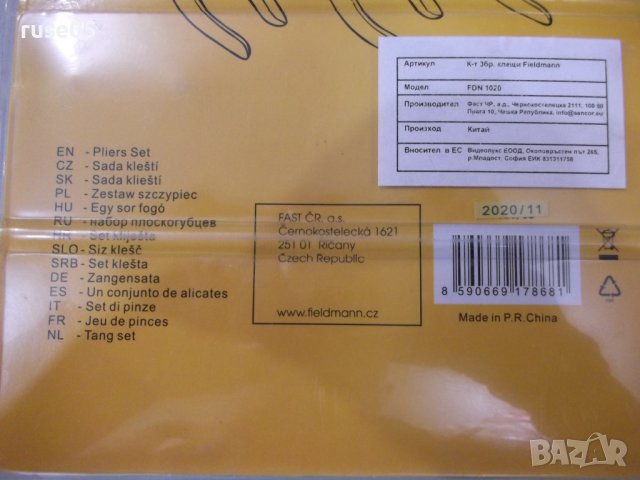 ruse05
Артикул К-т 3бр. клещи Fieldmann
Модел FDN 1020
Производител Фаст ЧР, а.д., Чернокостелецка 2111, 100 00
Прага 10, Чешка Република, info@sencor.eu
Произход Китай
Вносител в ЕС Видеолукс ЕООД, Околовръстен път 265,
р.Младост, София ЕИК 831311758
EN - Pliers Set
CZ - Sada kleští
SK - Sada klieští
PL - Zestaw szczypiec
HU - Egy sor fogó
RU - набор плоскогубцев
HR - Set kliješta
SLO - Siz klešč
SRB - Set klešta
DE - Zangensata
ES - Un conjunto de alicates
IT - Set di pinze
FR - Jeu de pinces
NL - Tang set
FAST ČR, a.s.
Černokostelecká 1621
251 01 Říčany
Czech Republic
www.fieldmann.cz
2020/11
8 590669 178681
Made in P.R.China
BAZAR
bg